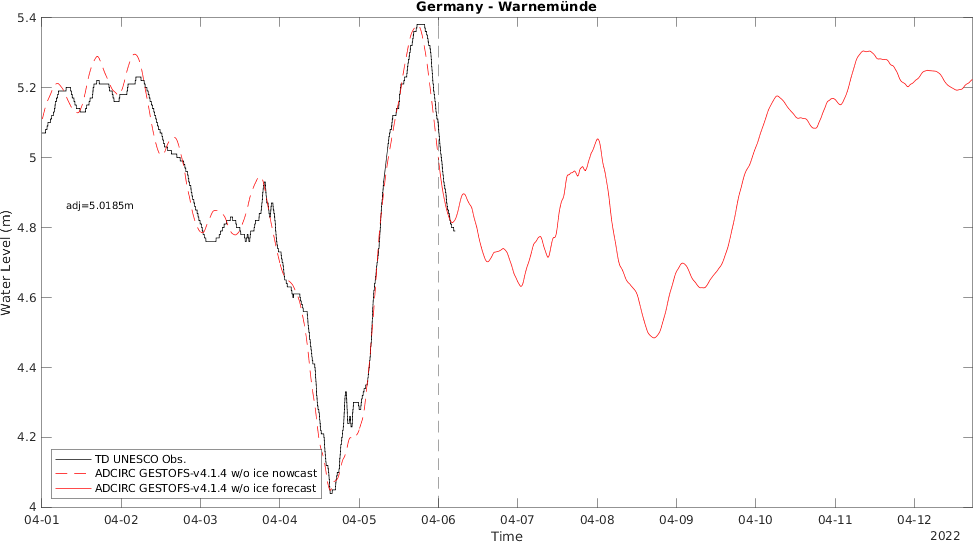 Germany - Warnemünde
5.4
5.2
5
4.8
4.6
4.4
4.2
4
Water Level (m)
adj=5.0185m
TD UNESCO Obs.
ADCIRC GESTOFS-v4.1.4 w/o ice nowcast
ADCIRC GESTOFS-v4.1.4 w/o ice forecast
04-01 04-02 04-03 04-04 04-05 04-06 04-07 04-08 04-09 04-10 04-11 04-12
Time
2022